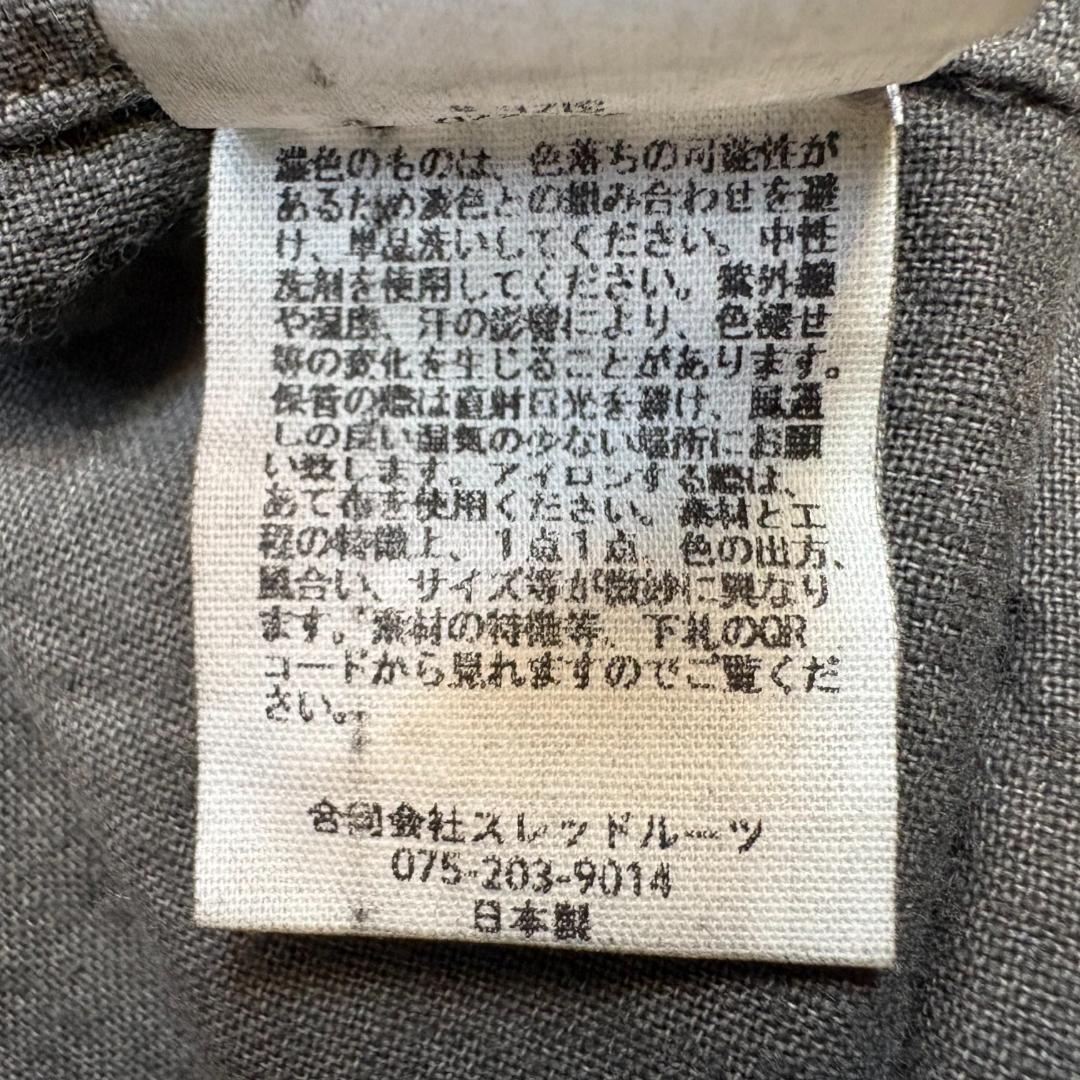 濃色のものは、色落ちの可能性が
あるため淡色との組み合わせを避
け、単品洗いしてください。中性
洗剤を使用してください。紫外線
や湿度、汗の影響により、色褪せ
等の変化を生じることがあります。
保管の際は直射日光を避け、風通
しの良い湿気の少ない場所にお願
い致します。アイロンする際は、
あて布を使用ください。素材と工
程の特徴上、1点1点、色の出方、
風合い、サイズ等が微妙に異なり
ます。素材の特徴等、下札のQR
コードから見れますのでご覧くだ
さい。
合同会社スレッドルーツ
075-203-9014
日本製